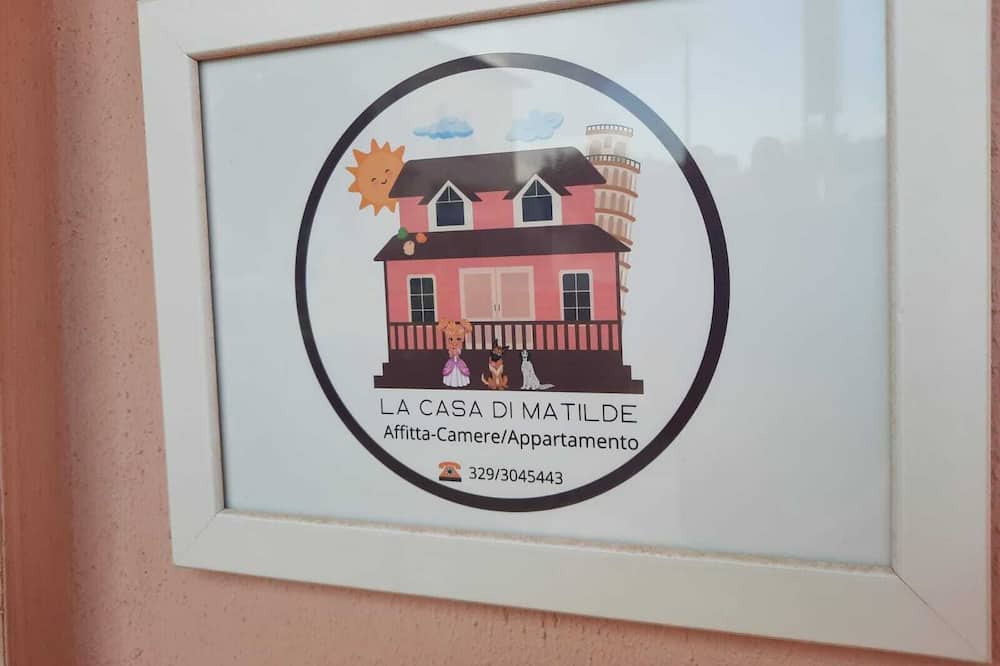 LA CASA DI MATILDE
Affitta-Camere/Appartamento
329/3045443